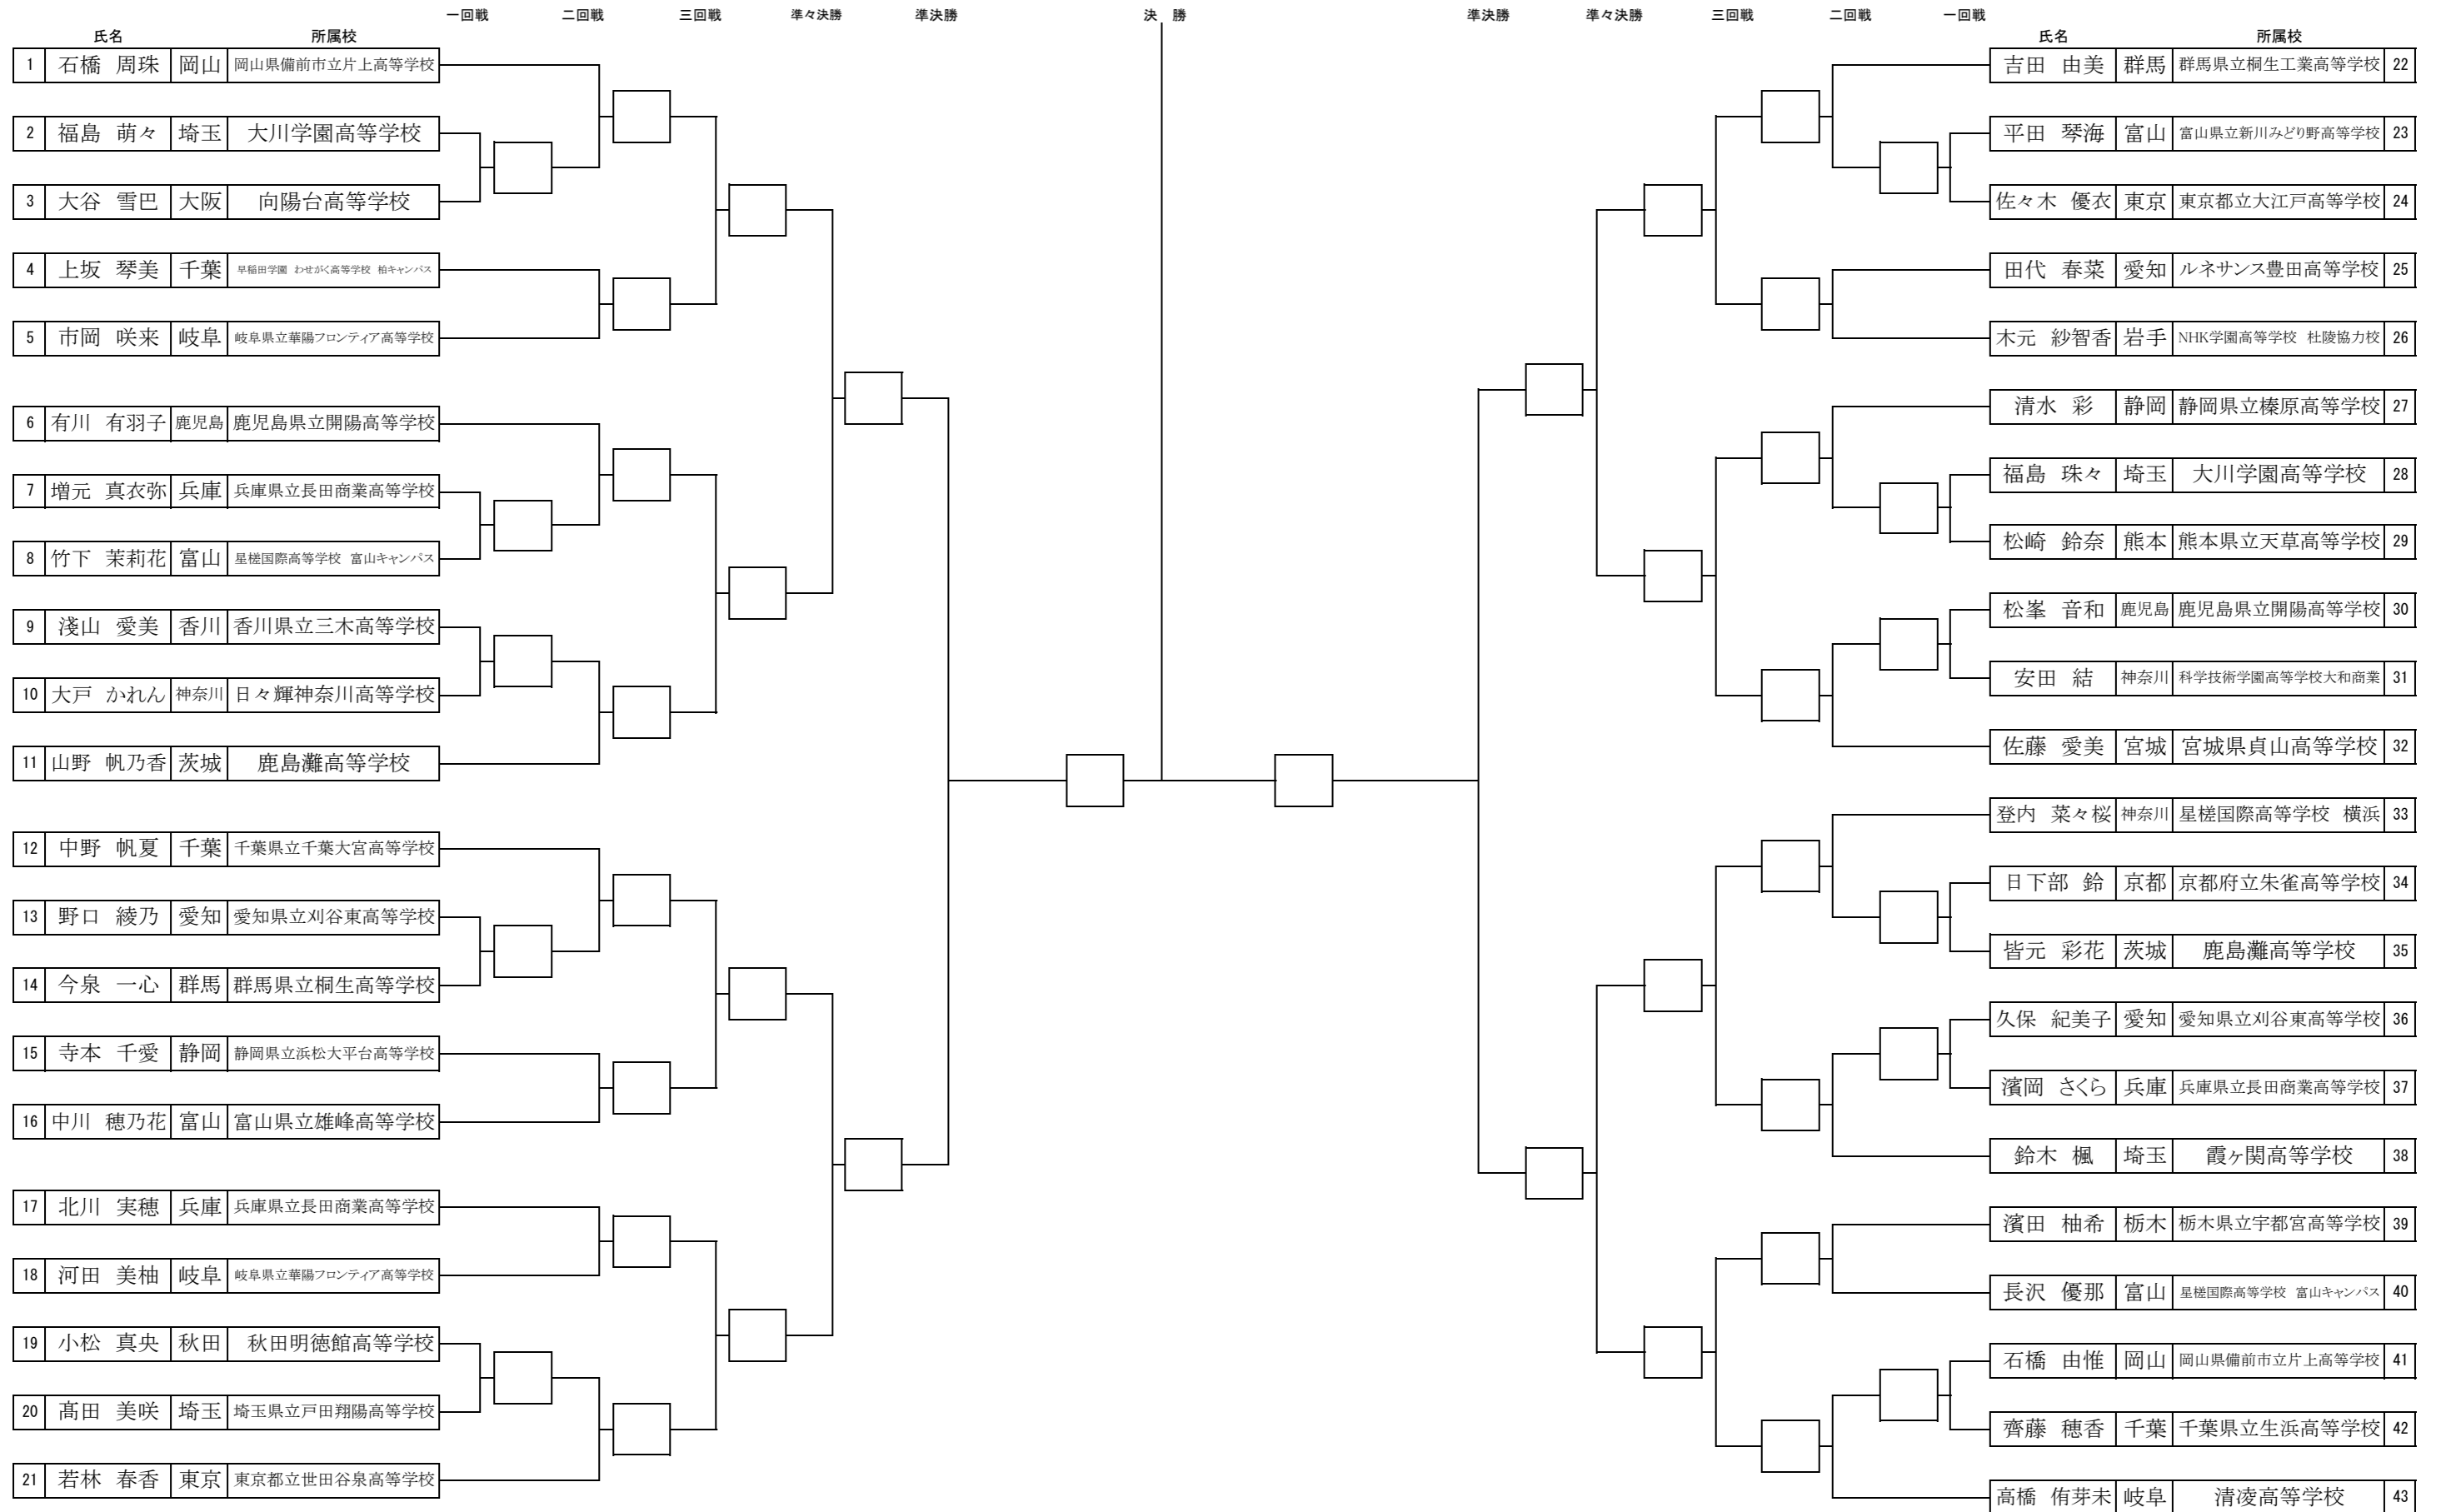 一回戦 二回戦 三回戦 準々決勝 準決勝 決 勝 準決勝 準々決勝 三回戦 二回戦 一回戦
氏名 所属校
1 石橋 周珠 岡山 岡山県備前市立片上高等学校
2 福島 萌々 埼玉 大川学園高等学校
3 大谷 雪巴 大阪 向陽台高等学校
4 上坂 琴美 千葉 早稲田学園 わせがく高等学校 柏キャンパス
5 市岡 咲来 岐阜 岐阜県立華陽フロンティア高等学校
6 有川 有羽子 鹿児島 鹿児島県立開陽高等学校
7 増元 真衣弥 兵庫 兵庫県立長田商業高等学校
8 竹下 茉莉花 富山 星槎国際高等学校 富山キャンパス
9 淺山 愛美 香川 香川県立三木高等学校
10 大戸 かれん 神奈川 日々輝神奈川高等学校
11 山野 帆乃香 茨城 鹿島灘高等学校
12 中野 帆夏 千葉 千葉県立千葉大宮高等学校
13 野口 綾乃 愛知 愛知県立刈谷東高等学校
14 今泉 一心 群馬 群馬県立桐生高等学校
15 寺本 千愛 静岡 静岡県立浜松大平台高等学校
16 中川 穂乃花 富山 富山県立雄峰高等学校
17 北川 実穂 兵庫 兵庫県立長田商業高等学校
18 河田 美柚 岐阜 岐阜県立華陽フロンティア高等学校
19 小松 真央 秋田 秋田明徳館高等学校
20 髙田 美咲 埼玉 埼玉県立戸田翔陽高等学校
21 若林 春香 東京 東京都立世田谷泉高等学校
氏名 所属校
吉田 由美 群馬 群馬県立桐生工業高等学校 22
平田 琴海 富山 富山県立新川みどり野高等学校 23
佐々木 優衣 東京 東京都立大江戸高等学校 24
田代 春菜 愛知 ルネサンス豊田高等学校 25
木元 紗智香 岩手 NHK学園高等学校 杜陵協力校 26
清水 彩 静岡 静岡県立榛原高等学校 27
福島 珠々 埼玉 大川学園高等学校 28
松崎 鈴奈 熊本 熊本県立天草高等学校 29
松峯 音和 鹿児島 鹿児島県立開陽高等学校 30
安田 結 神奈川 科学技術学園高等学校大和商業 31
佐藤 愛美 宮城 宮城県貞山高等学校 32
登内 菜々桜 神奈川 星槎国際高等学校 横浜 33
日下部 鈴 京都 京都府立朱雀高等学校 34
皆元 彩花 茨城 鹿島灘高等学校 35
久保 紀美子 愛知 愛知県立刈谷東高等学校 36
濱岡 さくら 兵庫 兵庫県立長田商業高等学校 37
鈴木 楓 埼玉 霞ヶ関高等学校 38
濱田 柚希 栃木 栃木県立宇都宮高等学校 39
長沢 優那 富山 星槎国際高等学校 富山キャンパス 40
石橋 由惟 岡山 岡山県備前市立片上高等学校 41
齊藤 穂香 千葉 千葉県立生浜高等学校 42
高橋 侑芽未 岐阜 清凌高等学校 43